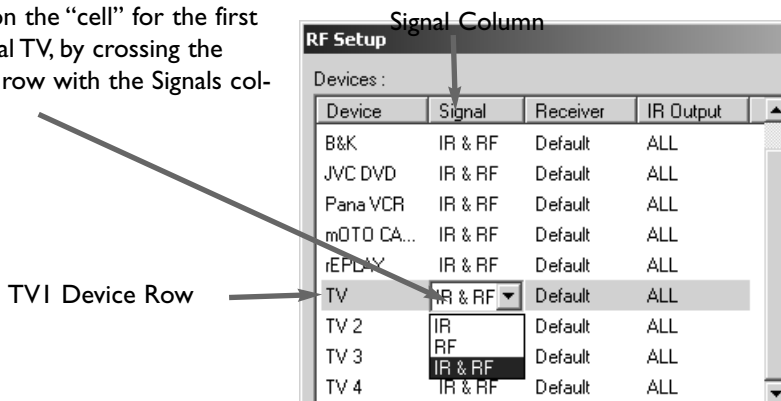 on the “cell” for the first
al TV, by crossing the
row with the Signals col-
Signal Column
RF Setup
Devices :
Device Signal Receiver IR Output
B&K IR & RF Default ALL
JVC DVD IR & RF Default ALL
Pana VCR IR & RF Default ALL
mOTO CA... IR & RF Default ALL
rEPLAY IR & RF Default ALL
TV1 Device Row
TV IR & RF Default ALL
TV 2 IR Default ALL
TV 3 RF Default ALL
IR & RF
TV 4 IR & RF Default ALL